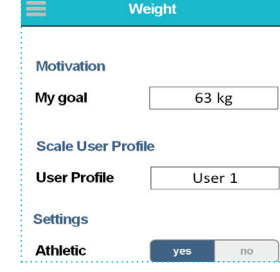 Weight
Motivation
My goal 63 kg
Scale User Profile
User Profile User 1
Settings
Athletic yes no